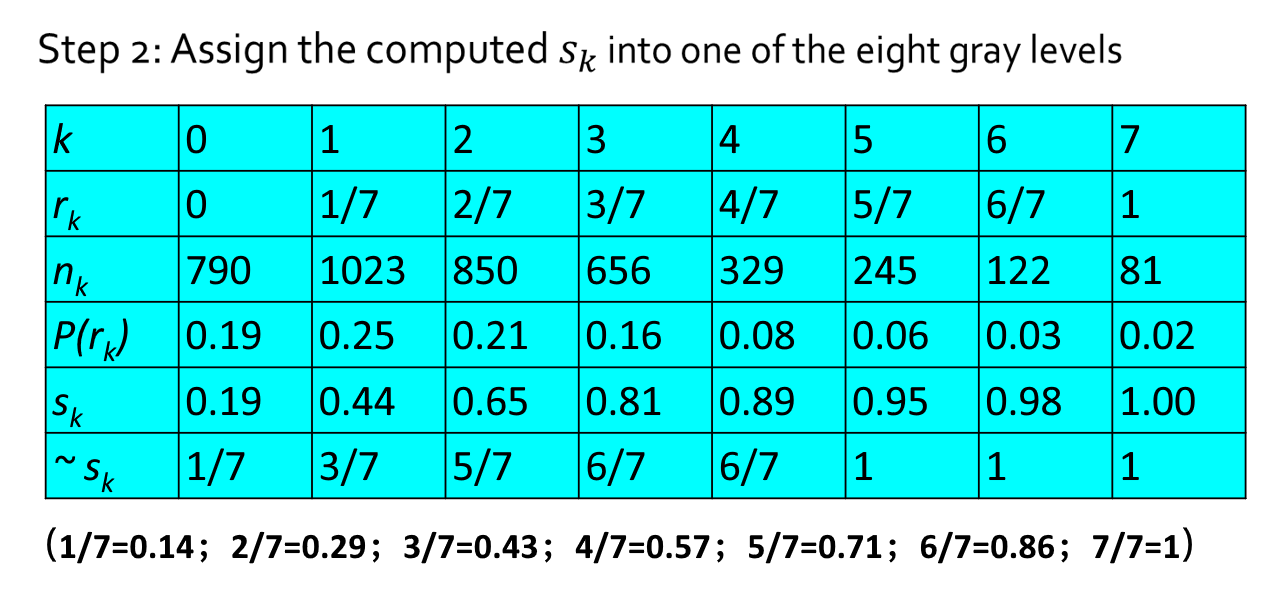 Step 2: Assign the computed s_k into one of the eight gray levels
k 0 1 2 3 4 5 6 7
r_k 0 1/7 2/7 3/7 4/7 5/7 6/7 1
n_k 790 1023 850 656 329 245 122 81
P(r_k) 0.19 0.25 0.21 0.16 0.08 0.06 0.03 0.02
s_k 0.19 0.44 0.65 0.81 0.89 0.95 0.98 1.00
~ s_k 1/7 3/7 5/7 6/7 6/7 1 1 1
（1/7=0.14；2/7=0.29；3/7=0.43；4/7=0.57；5/7=0.71；6/7=0.86；7/7=1）